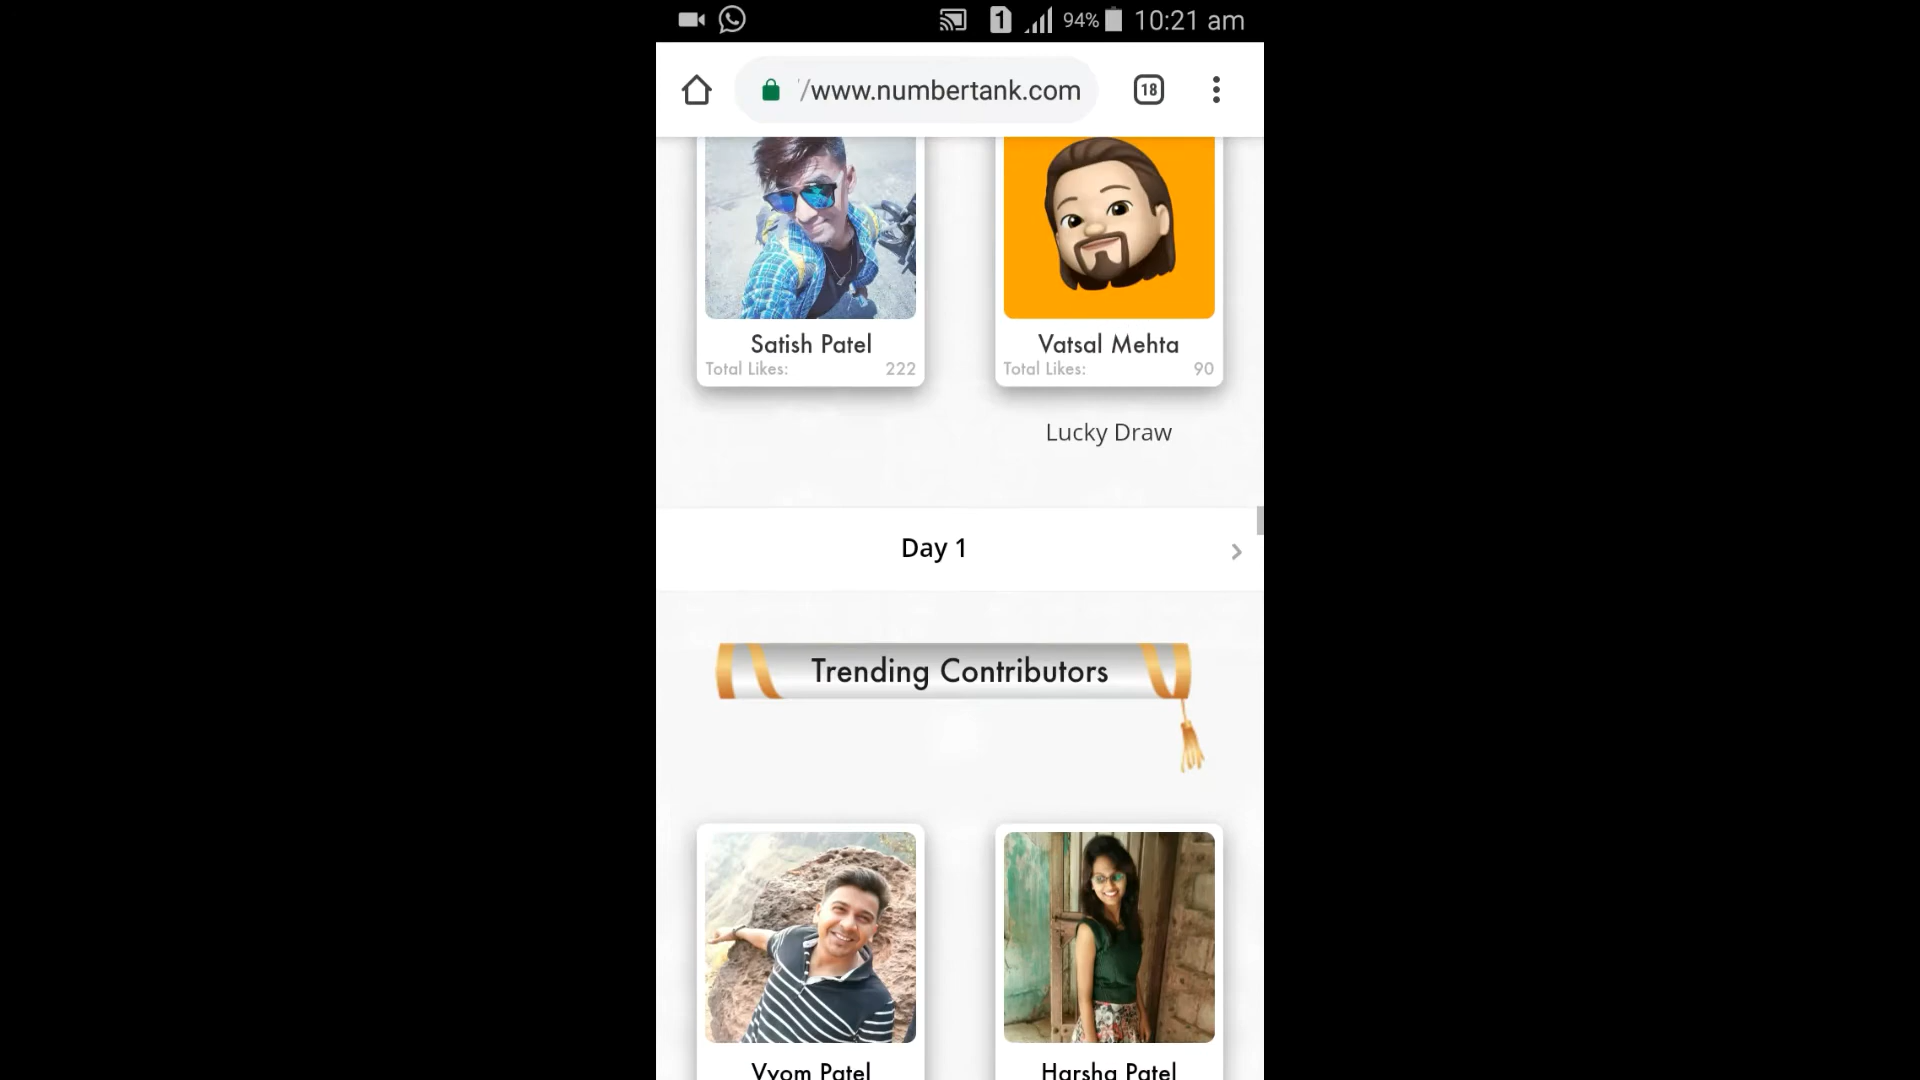 1
94%
10:21 am
/www.numbertank.com
18
Satish Patel
Total Likes: 222
Vatsal Mehta
Total Likes: 90
Lucky Draw
Day 1
Trending Contributors
Vyom Patel
Harsha Patel